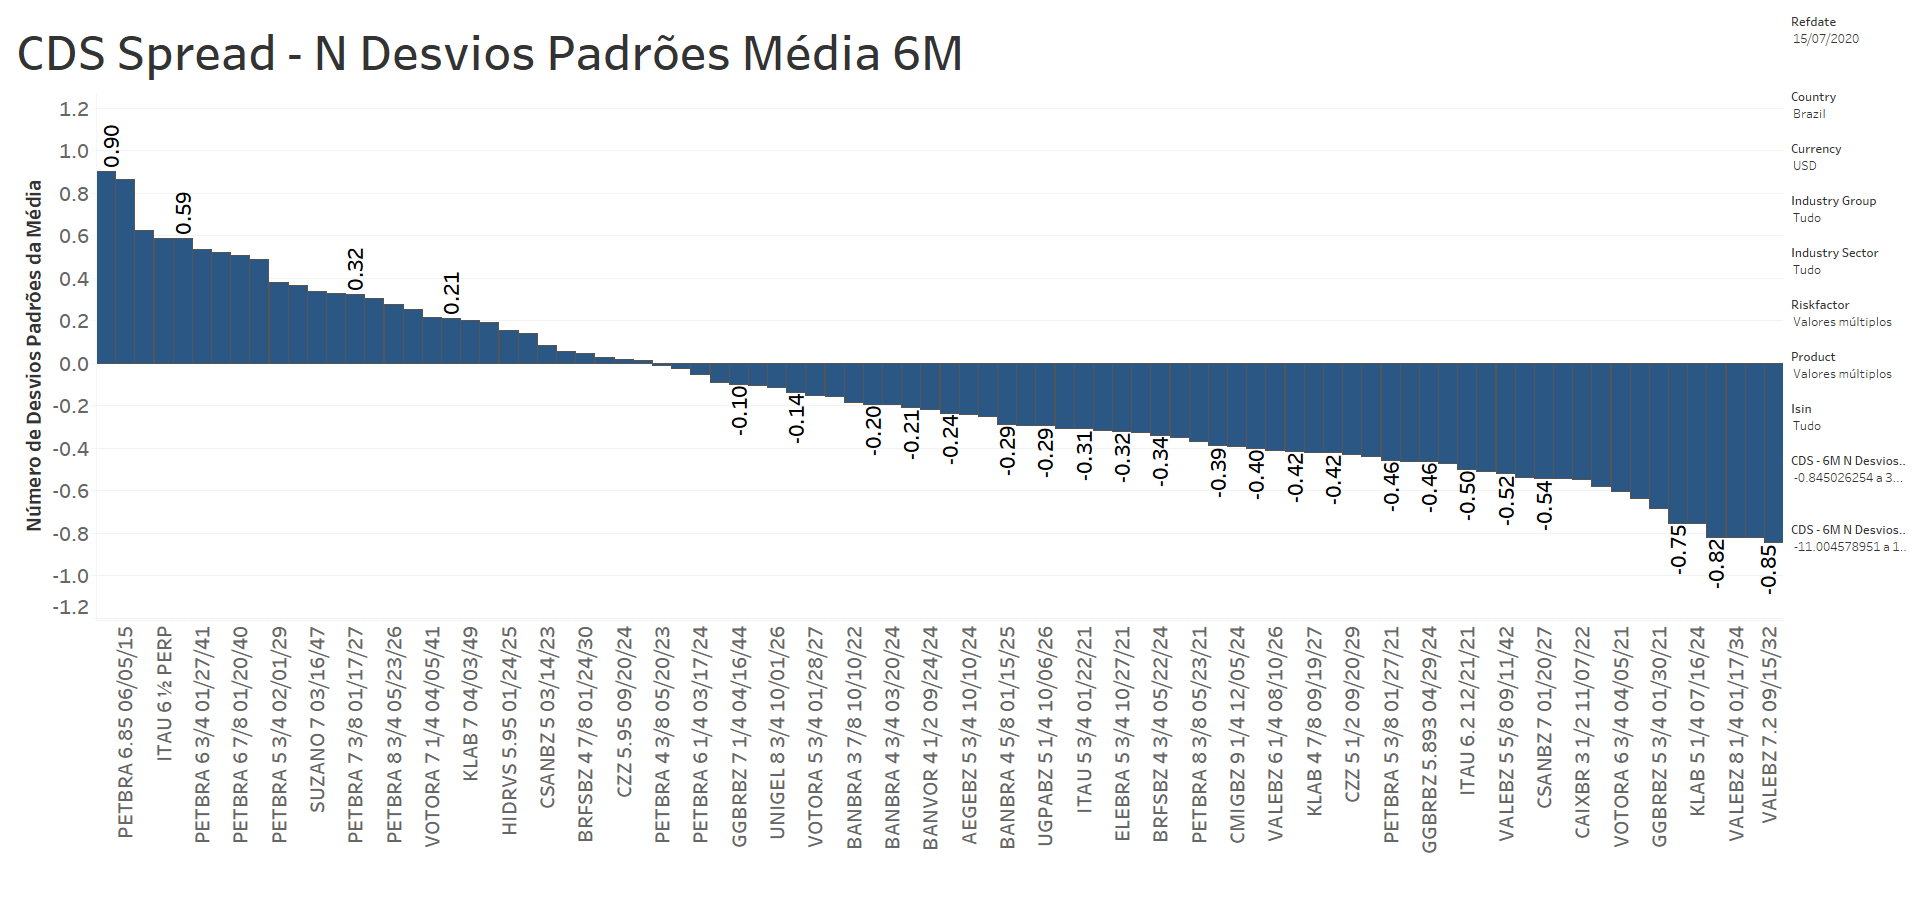 CDS Spread - N Desvios Padrões Média 6M
Refdate
15/07/2020
Country
Brazil
Currency
USD
Industry Group
Tudo
Industry Sector
Tudo
Riskfactor
Valores múltiplos
Product
Valores múltiplos
Isin
Tudo
CDS - 6M N Desvios..
-0.845026254 a 3...
CDS - 6M N Desvios..
-11.004578951 a 1..
Número de Desvios Padrões da Média
1.2
1.0
0.8
0.6
0.4
0.2
0.0
-0.2
-0.4
-0.6
-0.8
-1.0
-1.2
0.90
0.59
0.32
0.21
-0.10
-0.14
-0.20
-0.21
-0.24
-0.29
-0.29
-0.31
-0.32
-0.34
-0.39
-0.40
-0.42
-0.42
-0.46
-0.46
-0.50
-0.52
-0.54
-0.75
-0.82
-0.85
PETBRA 6.85 06/05/15
ITAU 6 ½ PERP
PETBRA 6 3/4 01/27/41
PETBRA 6 7/8 01/20/40
PETBRA 5 3/4 02/01/29
SUZANO 7 03/16/47
PETBRA 7 3/8 01/17/27
PETBRA 8 3/4 05/23/26
VOTORA 7 1/4 04/05/41
KLAB 7 04/03/49
HIDRVS 5.95 01/24/25
CSANBZ 5 03/14/23
BRFSBZ 4 7/8 01/24/30
CZZ 5.95 09/20/24
PETBRA 4 3/8 05/20/23
PETBRA 6 1/4 03/17/24
GGBRBZ 7 1/4 04/16/44
UNIGEL 8 3/4 10/01/26
VOTORA 5 3/4 01/28/27
BANBRA 3 7/8 10/10/22
BANBRA 4 3/4 03/20/24
BANVOR 4 1/2 09/24/24
AEGEBZ 5 3/4 10/10/24
BANBRA 4 5/8 01/15/25
UGPABZ 5 1/4 10/06/26
ITAU 5 3/4 01/22/21
ELEBRA 5 3/4 10/27/21
BRFSBZ 4 3/4 05/22/24
PETBRA 8 3/8 05/23/21
CMIGBZ 9 1/4 12/05/24
VALEBZ 6 1/4 08/10/26
KLAB 4 7/8 09/19/27
CZZ 5 1/2 09/20/29
PETBRA 5 3/8 01/27/21
GGBRBZ 5.893 04/29/24
ITAU 6.2 12/21/21
VALEBZ 5 5/8 09/11/42
CSANBZ 7 01/20/27
CAIXBR 3 1/2 11/07/22
VOTORA 6 3/4 04/05/21
GGBRBZ 5 3/4 01/30/21
KLAB 5 1/4 07/16/24
VALEBZ 8 1/4 01/17/34
VALEBZ 7.2 09/15/32